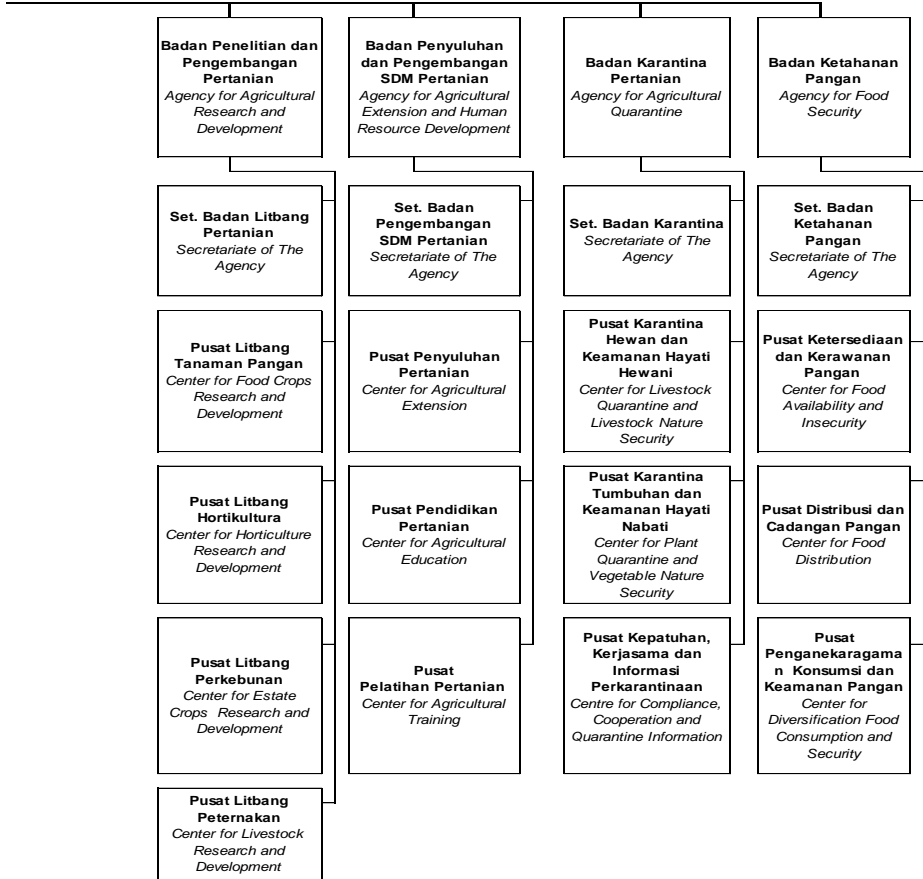 Badan Penelitian dan
Pengembangan
Pertanian
Agency for Agricultural
Research and
Development
Badan Penyuluhan
dan Pengembangan
SDM Pertanian
Agency for Agricultural
Extension and Human
Resource Development
Badan Karantina
Pertanian
Agency for Agricultural
Quarantine
Badan Ketahanan
Pangan
Agency for Food
Security
Set. Badan Litbang
Pertanian
Secretariate of The
Agency
Set. Badan
Pengembangan
SDM Pertanian
Secretariate of The
Agency
Set. Badan Karantina
Secretariate of The
Agency
Set. Badan
Ketahanan
Pangan
Secretariate of The
Agency
Pusat Litbang
Tanaman Pangan
Center for Food Crops
Research and
Development
Pusat Penyuluhan
Pertanian
Center for Agricultural
Extension
Pusat Karantina
Hewan dan
Keamanan Hayati
Hewani
Center for Livestock
Quarantine and
Livestock Nature
Security
Pusat Ketersediaan
dan Kerawanan
Pangan
Center for Food
Availability and
Insecurity
Pusat Litbang
Hortikultura
Center for Horticulture
Research and
Development
Pusat Pendidikan
Pertanian
Center for Agricultural
Education
Pusat Karantina
Tumbuhan dan
Keamanan Hayati
Nabati
Center for Plant
Quarantine and
Vegetable Nature
Security
Pusat Distribusi dan
Cadangan Pangan
Center for Food
Distribution
Pusat Litbang
Perkebunan
Center for Estate
Crops Research and
Development
Pusat
Pelatihan Pertanian
Center for Agricultural
Training
Pusat Kepatuhan,
Kerjasama dan
Informasi
Perkarantinaan
Centre for Compliance,
Cooperation and
Quarantine Information
Pusat
Penganekaragama
n Konsumsi dan
Keamanan Pangan
Center for
Diversification Food
Consumption and
Security
Pusat Litbang
Peternakan
Center for Livestock
Research and
Development